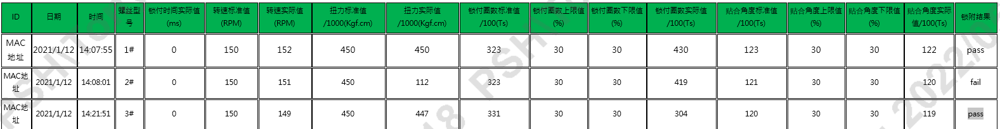 ID	日期	时间	螺丝型号	锁付时间实际值(ms)	转速标准值(RPM)	转速实际值(RPM)	扭力标准值/1000(Kgf.cm)	扭力实际值/1000(Kgf.cm)	锁付圈数标准值/100(Ts)	锁付圈数上限值(%)	锁付圈数下限值(%)	锁付圈数实际值/100(Ts)	贴合角度标准值/100(Ts)	贴合角度上限值(%)	贴合角度下限值(%)	贴合角度实际值/100(Ts)	锁附结果
MAC地址	2021/1/12	14:07:55	1#	0	150	152	450	450	323	30	30	430	123	30	30	122	pass
MAC地址	2021/1/12	14:08:01	2#	0	150	151	450	112	323	30	30	419	121	30	30	120	fail
MAC地址	2021/1/12	14:21:51	3#	0	150	149	450	447	331	30	30	304	120	30	30	119	pass